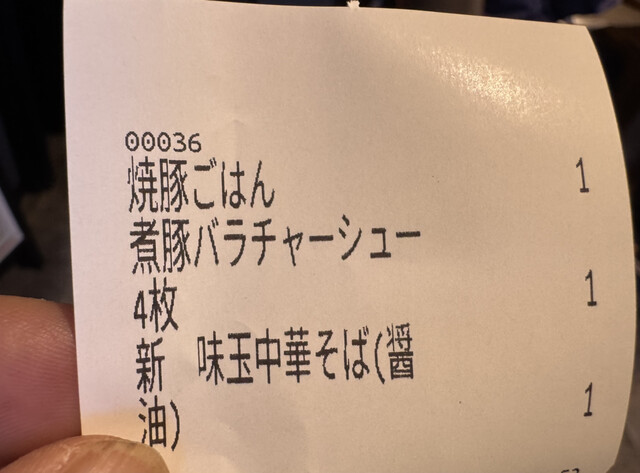 00036
焼豚ごはん 1
煮豚バラチャーシュー
4枚 1
新 味玉中華そば(醤
油) 1